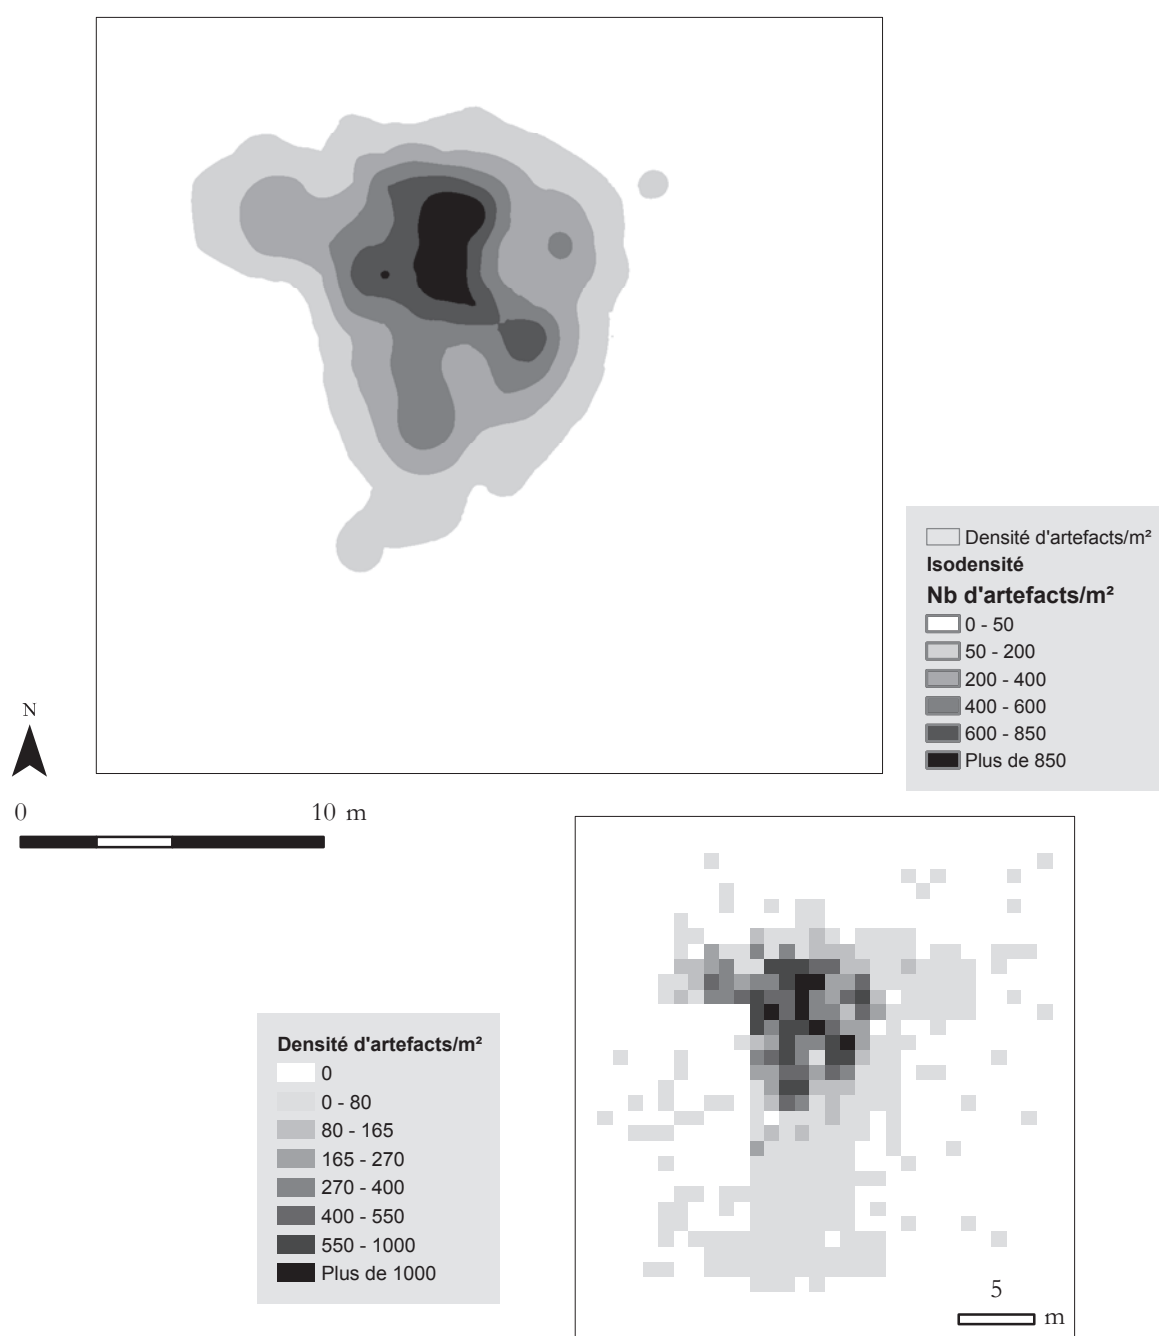 Densité d'artefacts/m²
Isodensité
Nb d'artefacts/m²
0 - 50
50 - 200
200 - 400
400 - 600
600 - 850
Plus de 850
N
0 10 m
Densité d'artefacts/m²
0
0 - 80
80 - 165
165 - 270
270 - 400
400 - 550
550 - 1000
Plus de 1000
5
m